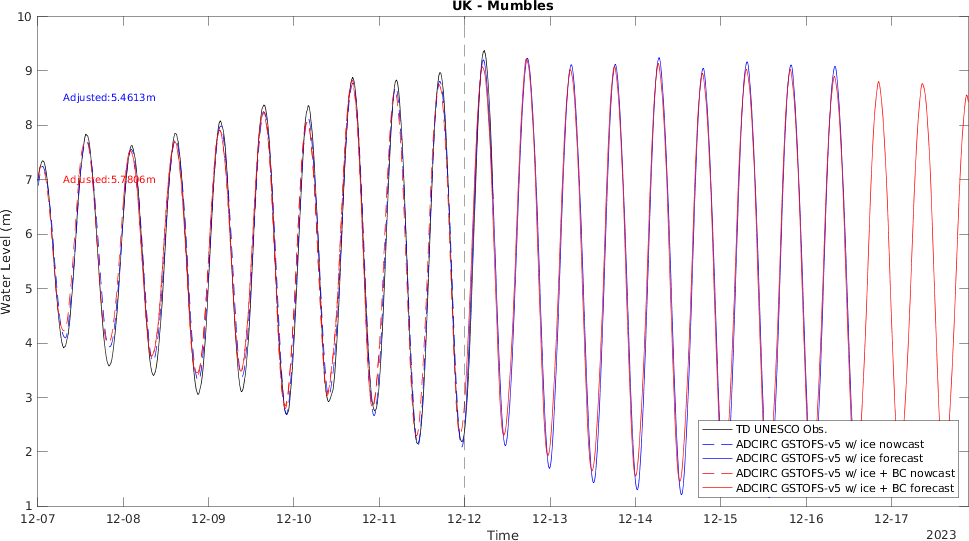 UK - Mumbles
10
9
8
7
6
5
4
3
2
1
Water Level (m)
Adjusted:5.4613m
Adjusted:5.7806m
TD UNESCO Obs.
ADCIRC GSTOFS-v5 w/ ice nowcast
ADCIRC GSTOFS-v5 w/ ice forecast
ADCIRC GSTOFS-v5 w/ ice + BC nowcast
ADCIRC GSTOFS-v5 w/ ice + BC forecast
12-07 12-08 12-09 12-10 12-11 12-12 12-13 12-14 12-15 12-16 12-17
Time
2023